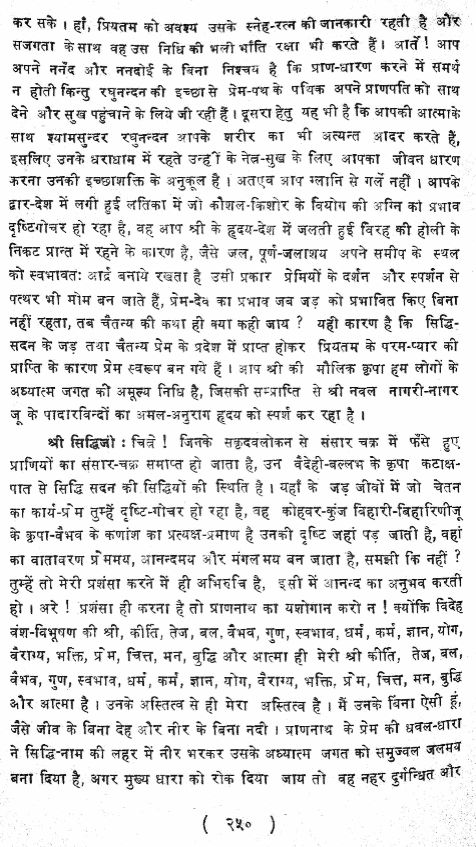 कर सके । हाँ, प्रियतम को अवश्य उसके स्नेह-रत्न की जानकारी रहती है और
सजगता के साथ वह उस निधि की भली भाँति रक्षा भी करते हैं । आर्ते ! आप
अपने ननँद और ननदोई के बिना निश्चय है कि प्राण-धारण करने में समर्थ
न होती किन्तु रघुनन्दन की इच्छा से प्रेम-पथ के पथिक अपने प्राणपति को साथ
देने और सुख पहुंचाने के लिये जी रहीं हैं । दूसरा हेतु यह भी है कि आपकी आत्मा के
साथ श्यामसुन्दर रघुनन्दन आपके शरीर का भी अत्यन्त आदर करते हैं,
इसलिए उनके धराधाम में रहते उन्हीं के नेत्र-सुख के लिए आपका जीवन धारण
करना उनकी इच्छाशक्ति के अनुकूल है । अतएव आप ग्लानि से गलें नहीं । आपके
द्वार-देश में लगी हुई लतिका में जो कौशल-किशोर के वियोग की अग्नि को प्रभाव
दृष्टिगोचर हो रहा है, वह आप श्री के हृदय-देश में जलती हुई विरह की होली के
निकट प्रान्त में रहने के कारण है, जैसे जल, पूर्ण-जलाशय अपने समीप के स्थल
को स्वभावतः आर्द्र बनाये रखता है उसी प्रकार प्रेमियों के दर्शन और स्पर्शन से
पत्थर भी मोम बन जाते हैं, प्रेम-देव का प्रभाव जब जड़ को प्रभावित किए बिना
नहीं रहता, तब चैतन्य की कथा ही क्या कही जाय ? यही कारण है कि सिद्धि-
सदन के जड़ तथा चैतन्य प्रेम के प्रदेश में प्राप्त होकर प्रियतम के परम-प्यार की
प्राप्ति के कारण प्रेम स्वरूप बन गये हैं । आप श्री की मौलिक कृपा हम लोगों के
अध्यात्म जगत की अमूल्य निधि है, जिसकी सम्प्राप्ति से श्री नवल नागरी-नागर
जू के पादारविन्दों का अमल-अनुराग हृदय को स्पर्श कर रहा है ।
श्री सिद्धिजी : चित्रे ! जिनके सकृदवलोकन से संसार चक्र में फँसे हुए
प्राणियों का संसार-चक्र समाप्त हो जाता है, उन वैदेही-बल्लभ के कृपा कटाक्ष-
पात से सिद्धि सदन की सिद्धियों की स्थिति है । यहाँ के जड़ जीवों में जो चेतन
का कार्य-प्रेम तुम्हें दृष्टि-गोचर हो रहा है, वह कोहवर-कुंज बिहारी-बिहारिणीजू
के कृपा-वैभव के कणांश का प्रत्यक्ष-प्रमाण है उनकी दृष्टि जहां पड़ जाती है, वहां
का वातावरण प्रेममय, आनन्दमय और मंगलमय बन जाता है, समझी कि नहीं ?
तुम्हें तो मेरी प्रशंसा करने में ही अभिरुचि है, इसी में आनन्द का अनुभव करती
हो । अरे ! प्रशंसा ही करना है तो प्राणनाथ का यशोगान करो न ! क्योंकि विदेह
वंश-विभूषण की श्री, कीर्ति, तेज, बल, वैभव, गुण, स्वभाव, धर्म, कर्म, ज्ञान, योग,
वैराग्य, भक्ति, प्रेम, चित्त, मन, बुद्धि और आत्मा ही मेरी श्री कीर्ति, तेज, बल,
वैभव, गुण, स्वभाव, धर्म, कर्म, ज्ञान, योग, वैराग्य, भक्ति, प्रेम, चित्त, मन, बुद्धि
और आत्मा है । उनके अस्तित्व से ही मेरा अस्तित्व है । मैं उनके बिना ऐसी हूं,
जैसे जीव के बिना देह और नीर के बिना नदी । प्राणनाथ के प्रेम की धवल-धारा
ने सिद्धि-नाम की लहर में नीर भरकर उसके अध्यात्म जगत को समुज्वल जलमय
बना दिया है, अगर मुख्य धारा को रोक दिया जाय तो वह नहर दुर्गन्धित और
( २५० )